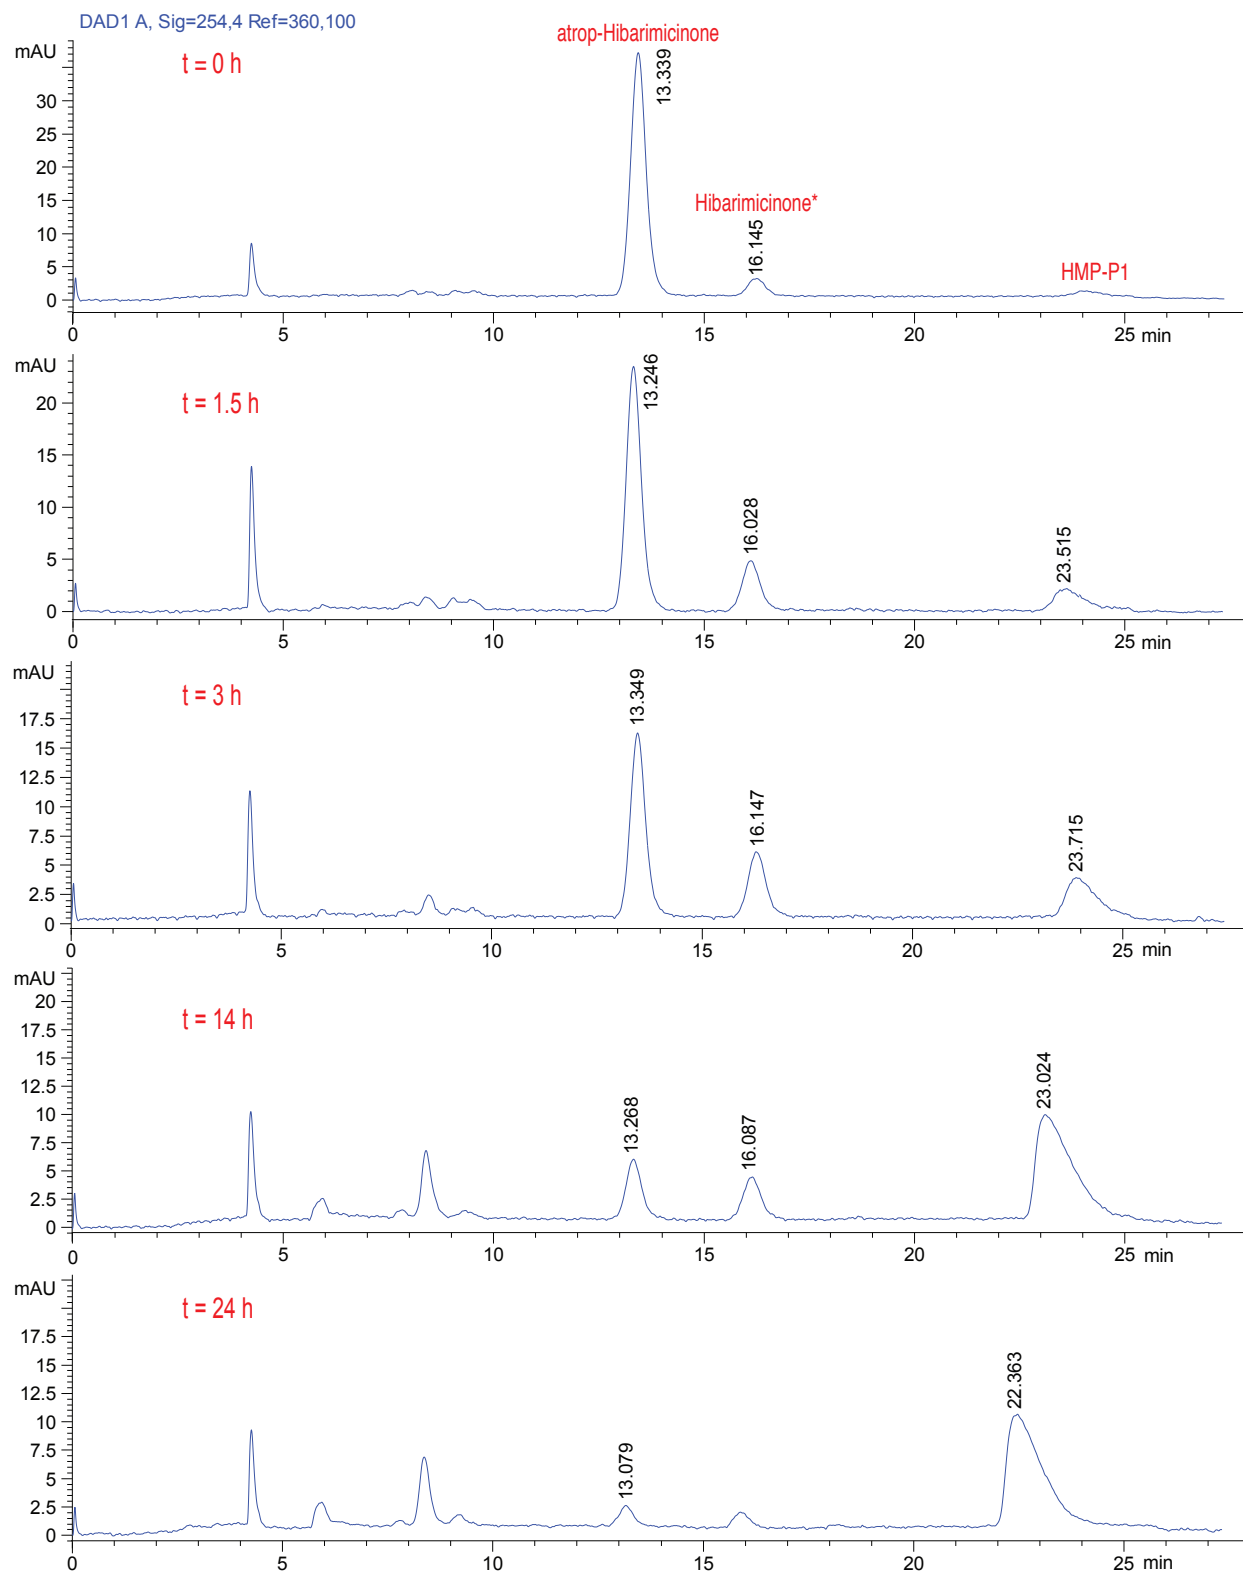 DAD1 A, Sig=254,4 Ref=360,100
mAU
t = 0 h
atrop-Hibarimicinone
13.339
Hibarimicinone*
16.145
HMP-P1
30
25
20
15
10
5
0
0 5 10 15 20 25 min
mAU
t = 1.5 h
13.246
16.028
23.515
20
15
10
5
0
0 5 10 15 20 25 min
mAU
t = 3 h
13.349
16.147
23.715
17.5
15
12.5
10
7.5
5
2.5
0
0 5 10 15 20 25 min
mAU
t = 14 h
13.268
16.087
23.024
20
17.5
15
12.5
10
7.5
5
2.5
0
0 5 10 15 20 25 min
mAU
t = 24 h
13.079
22.363
17.5
15
12.5
10
7.5
5
2.5
0
0 5 10 15 20 25 min